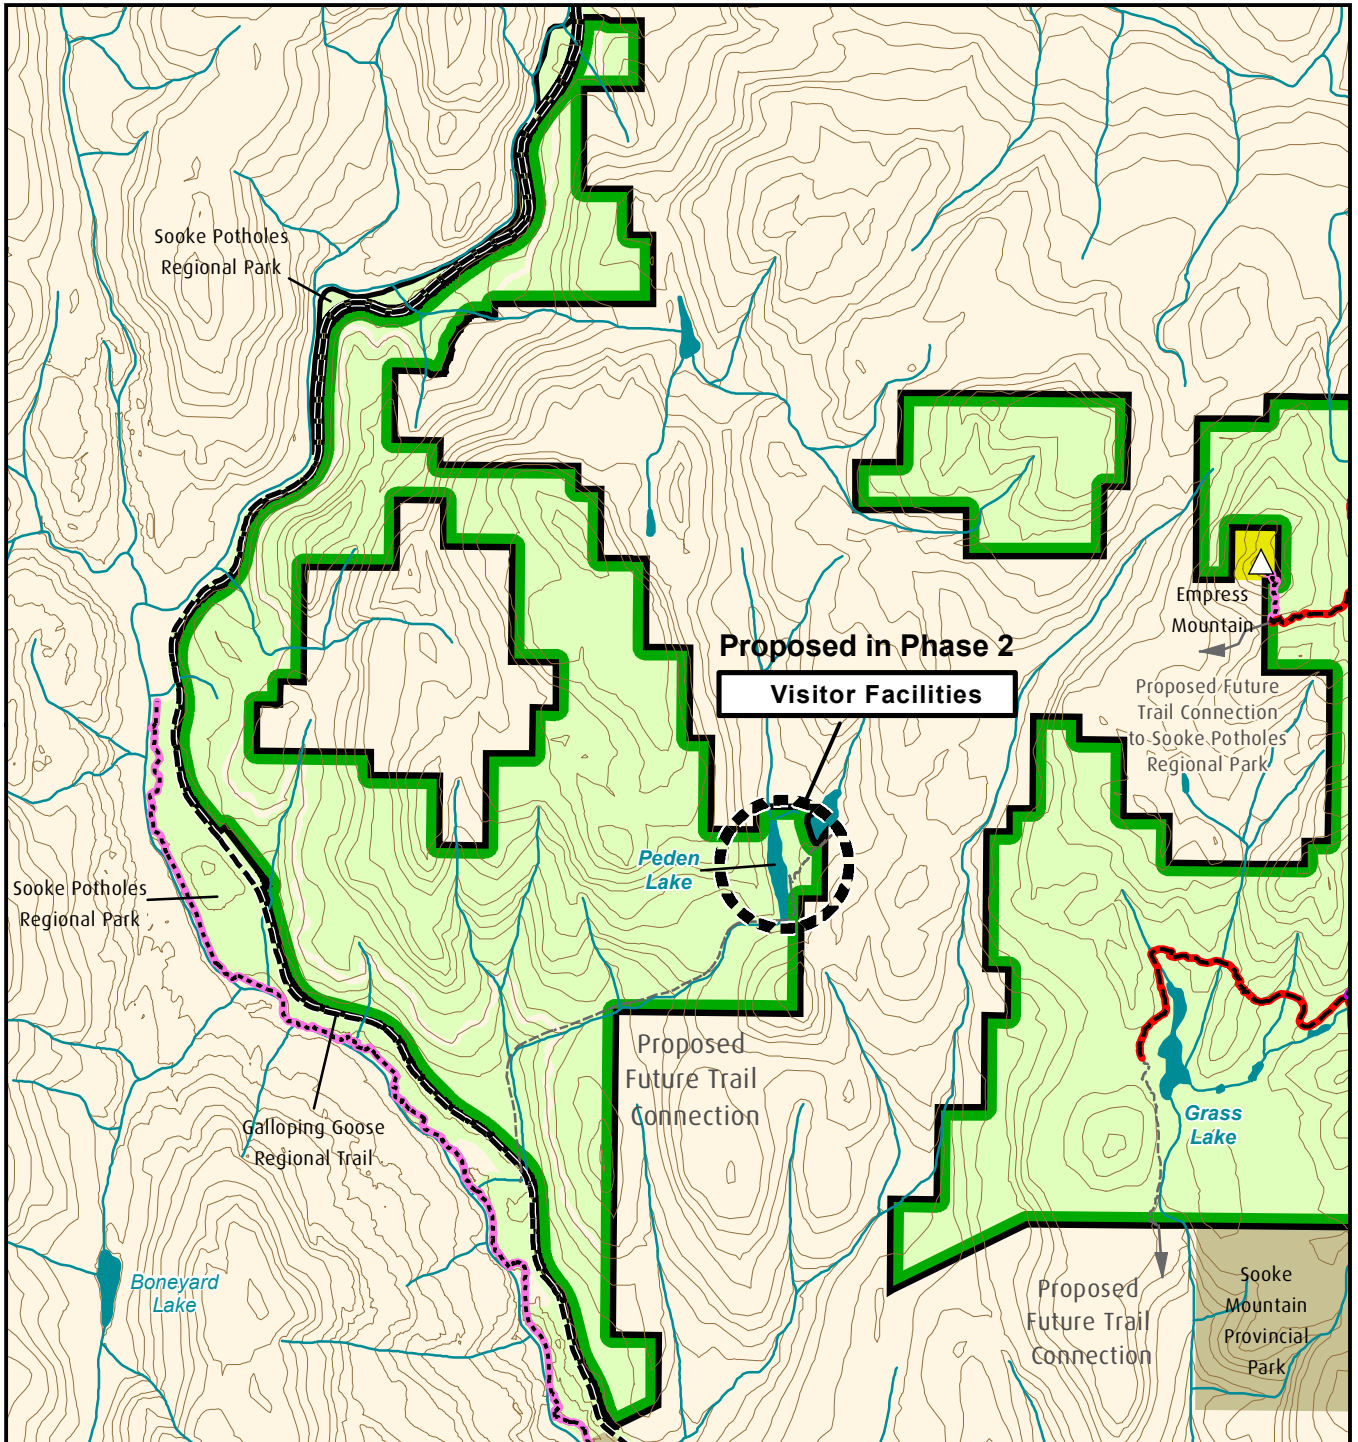 Sooke Potholes
Regional Park
Empress
Mountain
Proposed in Phase 2
Visitor Facilities
Proposed Future
Trail Connection
to Sooke Potholes
Regional Park
Peden
Lake
Sooke Potholes
Regional Park
Proposed
Future Trail
Connection
Galloping Goose
Regional Trail
Grass
Lake
Boneyard
Lake
Proposed
Future Trail
Connection
Sooke
Mountain
Provincial
Park